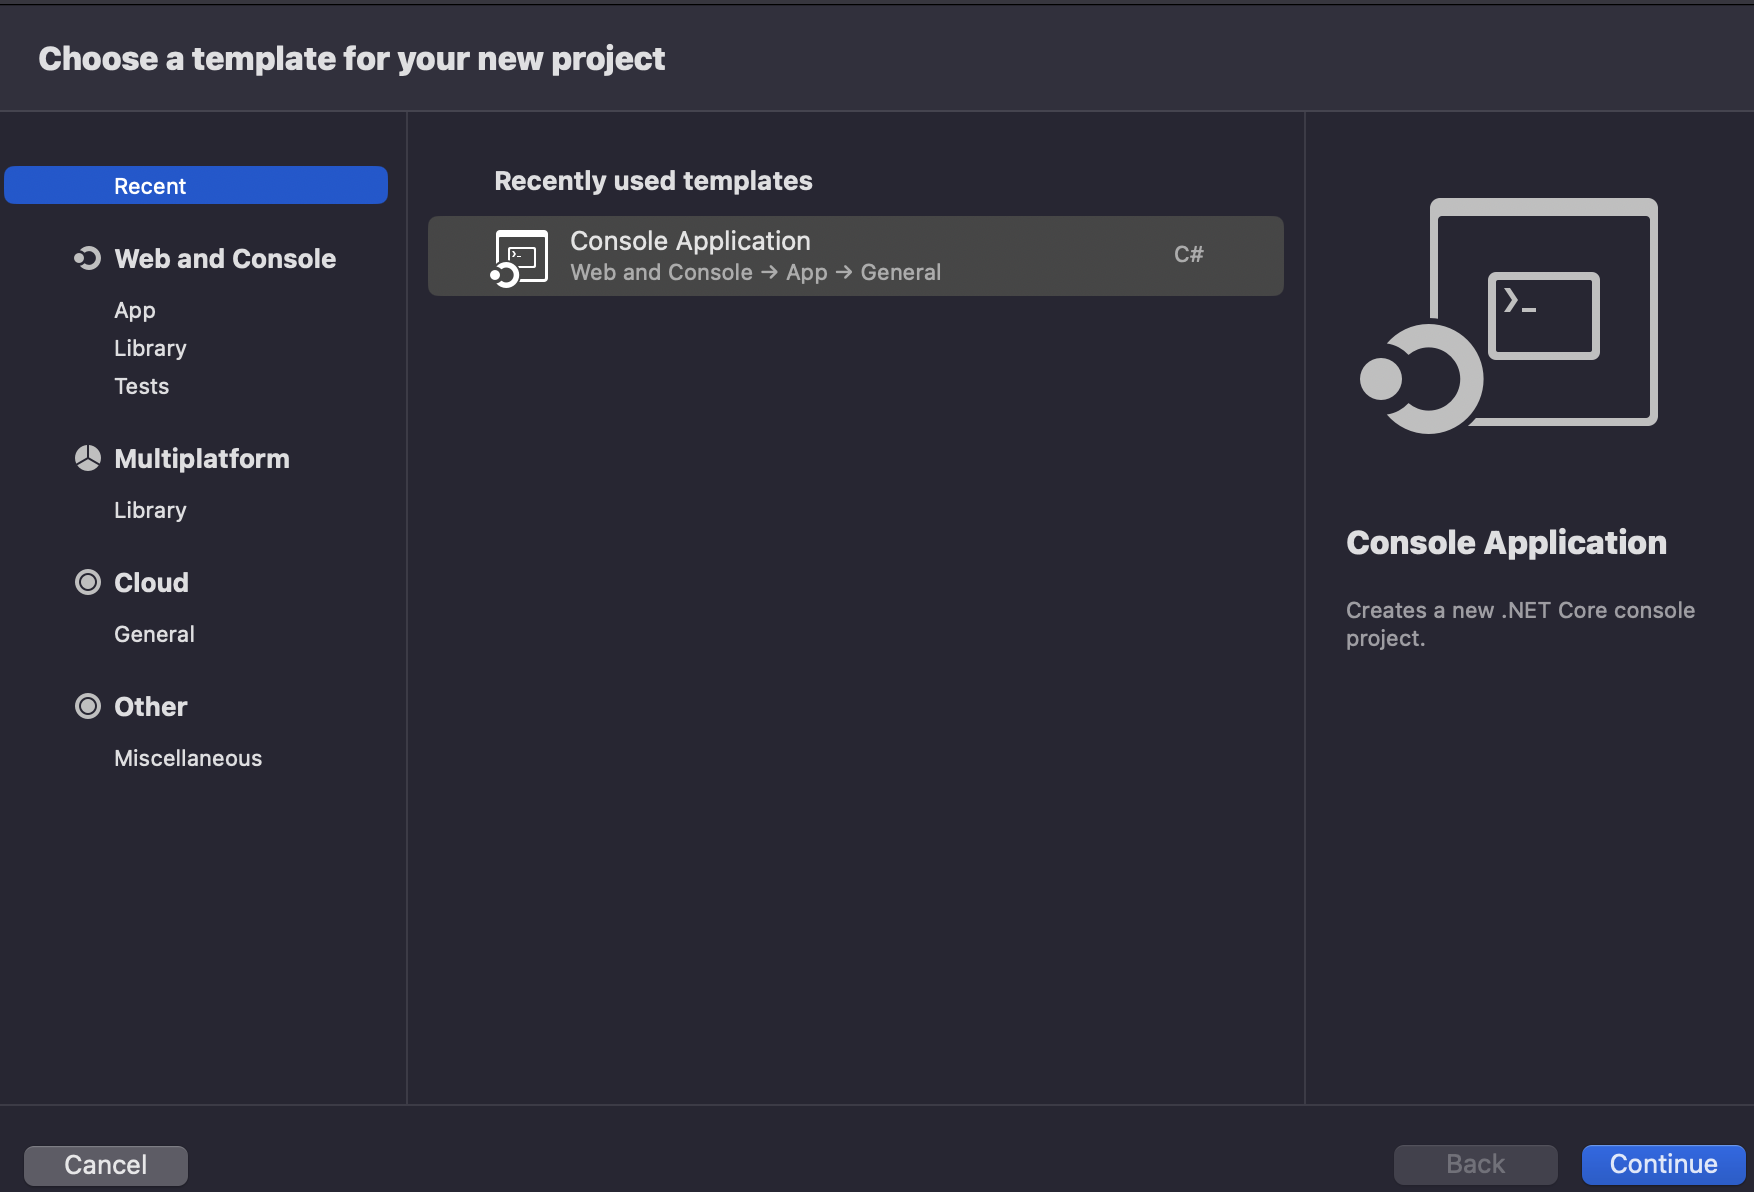 Choose a template for your new project
Recent
Web and Console
App
Library
Tests
Multiplatform
Library
Cloud
General
Other
Miscellaneous
Recently used templates
Console Application
Web and Console → App → General
C#
>_
Console Application
Creates a new .NET Core console
project.
Cancel
Back
Continue